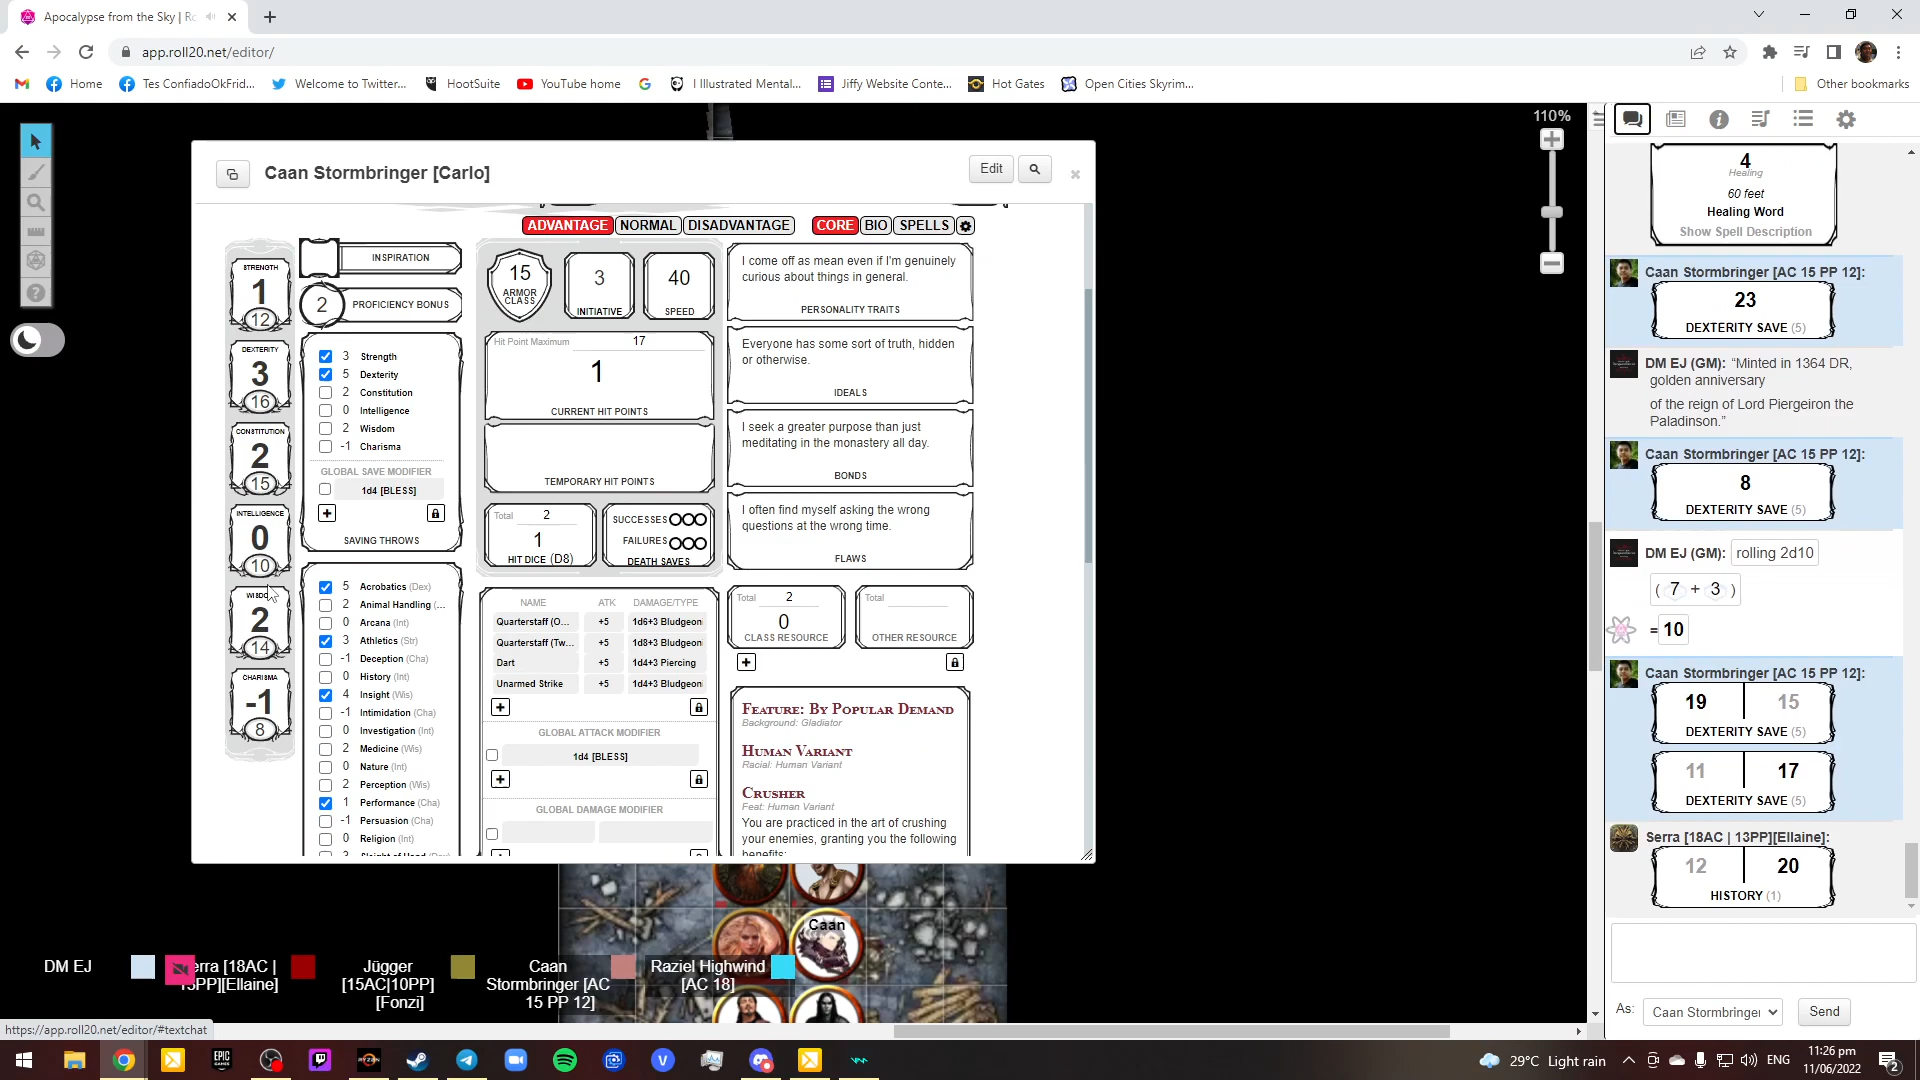 Apocalypse from the Sky | Ro
app.roll20.net/editor/
Home
Tes ConfiadoOkFrid...
Welcome to Twitter...
HootSuite
YouTube home
I Illustrated Mental...
Jiffy Website Conte...
Hot Gates
Open Cities Skyrim...
Other bookmarks
110%
Caan Stormbringer [Carlo]
Edit
ADVANTAGE NORMAL DISADVANTAGE CORE BIO SPELLS
STRENGTH
1
12
DEXTERITY
3
16
CONSTITUTION
2
15
INTELLIGENCE
0
10
2
14
CHARISMA
-1
8
INSPIRATION
2 PROFICIENCY BONUS
3 Strength
5 Dexterity
2 Constitution
0 Intelligence
2 Wisdom
-1 Charisma
GLOBAL SAVE MODIFIER
1d4 [BLESS]
SAVING THROWS
5 Acrobatics (Dex)
2 Animal Handling (...
0 Arcana (Int)
3 Athletics (Str)
-1 Deception (Cha)
0 History (Int)
4 Insight (Wis)
-1 Intimidation (Cha)
0 Investigation (Int)
2 Medicine (Wis)
0 Nature (Int)
2 Perception (Wis)
1 Performance (Cha)
-1 Persuasion (Cha)
0 Religion (Int)
15
ARMOR
CLASS
3
INITIATIVE
40
SPEED
Hit Point Maximum 17
1
CURRENT HIT POINTS
TEMPORARY HIT POINTS
Total 2
1
HIT DICE (D8)
SUCCESSES
FAILURES
DEATH SAVES
NAME ATK DAMAGE/TYPE
Quarterstaff (O... +5 1d6+3 Bludgeon
Quarterstaff (Tw... +5 1d8+3 Bludgeon
Dart +5 1d4+3 Piercing
Unarmed Strike +5 1d4+3 Bludgeon
GLOBAL ATTACK MODIFIER
1d4 [BLESS]
GLOBAL DAMAGE MODIFIER
I come off as mean even if I'm genuinely
curious about things in general.
PERSONALITY TRAITS
Everyone has some sort of truth, hidden
or otherwise.
IDEALS
I seek a greater purpose than just
meditating in the monastery all day.
BONDS
I often find myself asking the wrong
questions at the wrong time.
FLAWS
Total 2
0
CLASS RESOURCE
Total
OTHER RESOURCE
FEATURE: BY POPULAR DEMAND
Background: Gladiator
HUMAN VARIANT
Racial: Human Variant
CRUSHER
Feat: Human Variant
You are practiced in the art of crushing
your enemies, granting you the following
benefits:
Caan
DM EJ
erra [18AC |
13PP][Ellaine]
Jügger
[15AC|10PP]
[Fonzi]
Caan
Stormbringer [AC
15 PP 12]
Raziel Highwind
[AC 18]
4
Healing
60 feet
Healing Word
Show Spell Description
Caan Stormbringer [AC 15 PP 12]:
23
DEXTERITY SAVE (5)
DM EJ (GM): “Minted in 1364 DR,
golden anniversary
of the reign of Lord Piergeiron the
Paladinson.”
Caan Stormbringer [AC 15 PP 12]:
8
DEXTERITY SAVE (5)
DM EJ (GM): rolling 2d10
( 7 + 3 )
= 10
Caan Stormbringer [AC 15 PP 12]:
19 15
DEXTERITY SAVE (5)
11 17
DEXTERITY SAVE (5)
Serra [18AC | 13PP][Ellaine]:
12 20
HISTORY (1)
As: Caan Stormbringer Send
https://app.roll20.net/editor/#textchat
29°C Light rain
ENG
11:26 pm
11/06/2022
2